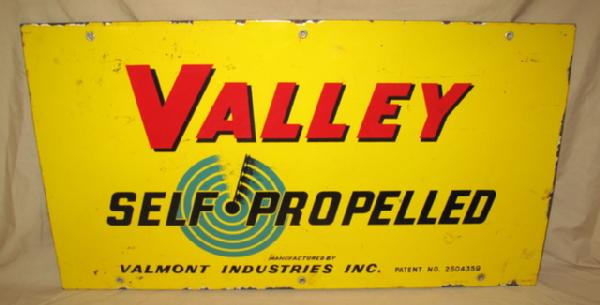 VALLEY
SELF PROPELLED
MANUFACTURED BY
VALMONT INDUSTRIES INC. PATENT NO. 2504359